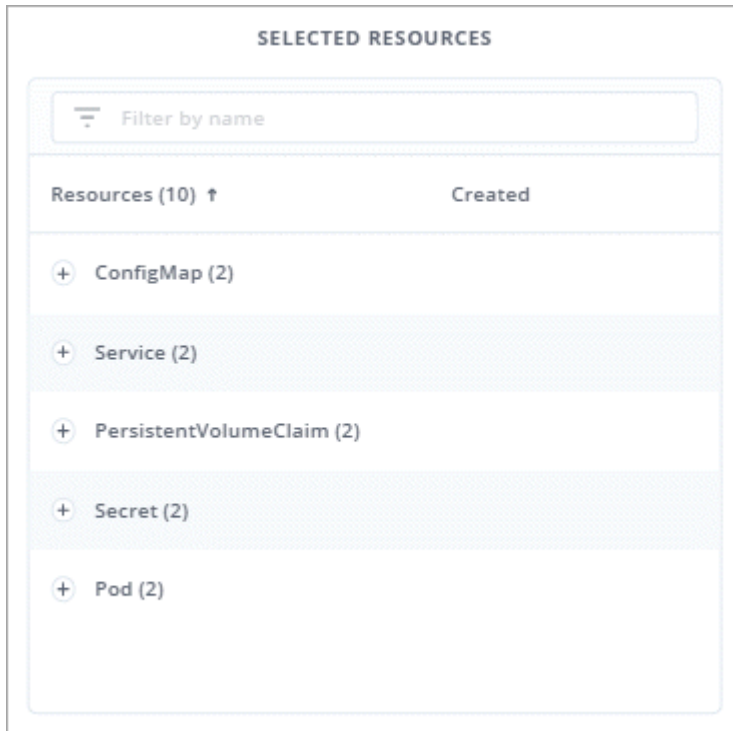 SELECTED RESOURCES
Filter by name
Resources (10) ↑ Created
ConfigMap (2)
Service (2)
PersistentVolumeClaim (2)
Secret (2)
Pod (2)